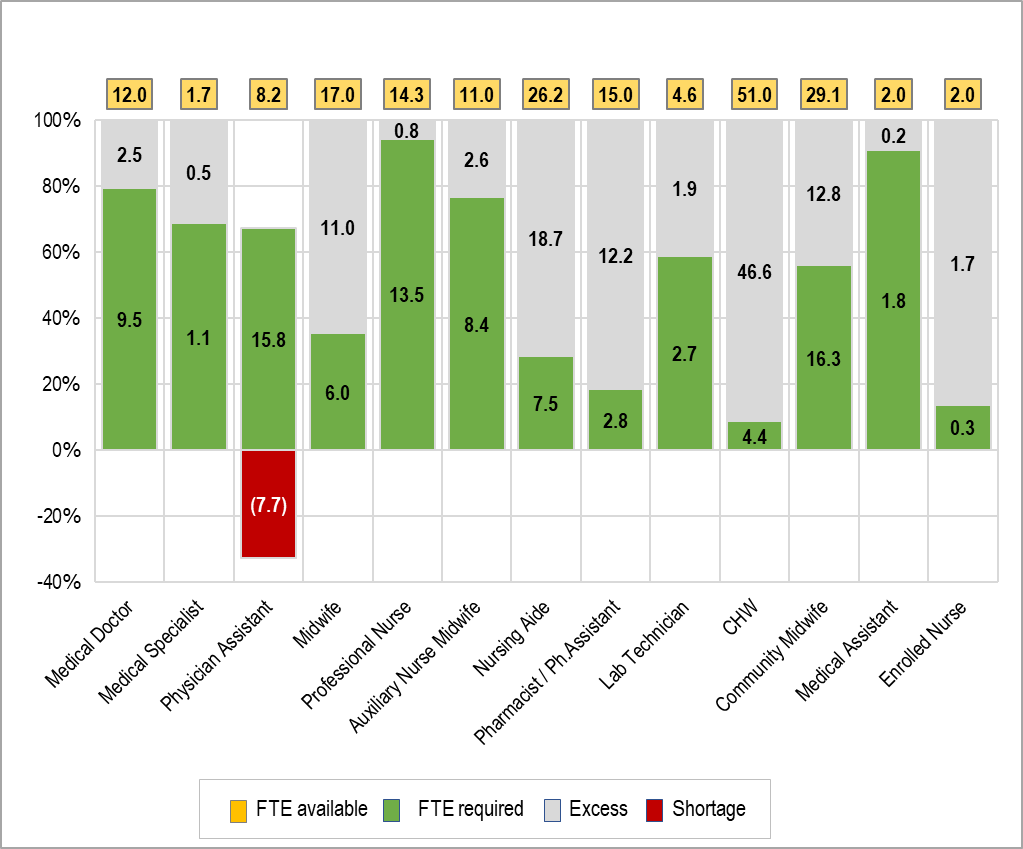 12.0 1.7 8.2 17.0 14.3 11.0 26.2 15.0 4.6 51.0 29.1 2.0 2.0
100%
80%
60%
40%
20%
0%
-20%
-40%
2.5 0.5 11.0 0.8 2.6 18.7 12.2 1.9 46.6 12.8 0.2 1.7
9.5 1.1 15.8 6.0 13.5 8.4 7.5 2.8 2.7 4.4 16.3 1.8 0.3
(7.7)
Medical Doctor
Medical Specialist
Physician Assistant
Midwife
Professional Nurse
Auxiliary Nurse Midwife
Nursing Aide
Pharmacist / Ph.Assistant
Lab Technician
CHW
Community Midwife
Medical Assistant
Enrolled Nurse
FTE available FTE required Excess Shortage